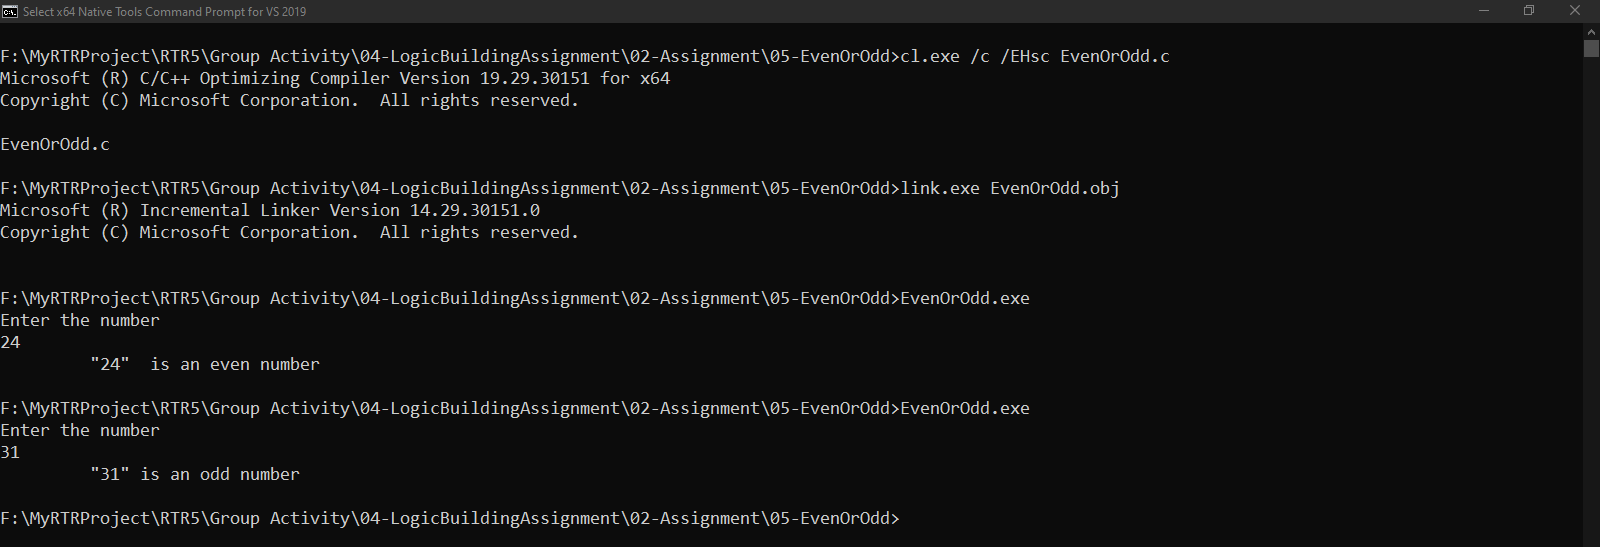 Select x64 Native Tools Command Prompt for VS 2019
F:\MyRTRProject\RTR5\Group Activity\04-LogicBuildingAssignment\02-Assignment\05-EvenOrOdd>cl.exe /c /EHsc EvenOrOdd.c
Microsoft (R) C/C++ Optimizing Compiler Version 19.29.30151 for x64
Copyright (C) Microsoft Corporation.  All rights reserved.
EvenOrOdd.c
F:\MyRTRProject\RTR5\Group Activity\04-LogicBuildingAssignment\02-Assignment\05-EvenOrOdd>link.exe EvenOrOdd.obj
Microsoft (R) Incremental Linker Version 14.29.30151.0
Copyright (C) Microsoft Corporation.  All rights reserved.
F:\MyRTRProject\RTR5\Group Activity\04-LogicBuildingAssignment\02-Assignment\05-EvenOrOdd>EvenOrOdd.exe
Enter the number
24
"24"  is an even number
F:\MyRTRProject\RTR5\Group Activity\04-LogicBuildingAssignment\02-Assignment\05-EvenOrOdd>EvenOrOdd.exe
Enter the number
31
"31" is an odd number
F:\MyRTRProject\RTR5\Group Activity\04-LogicBuildingAssignment\02-Assignment\05-EvenOrOdd>